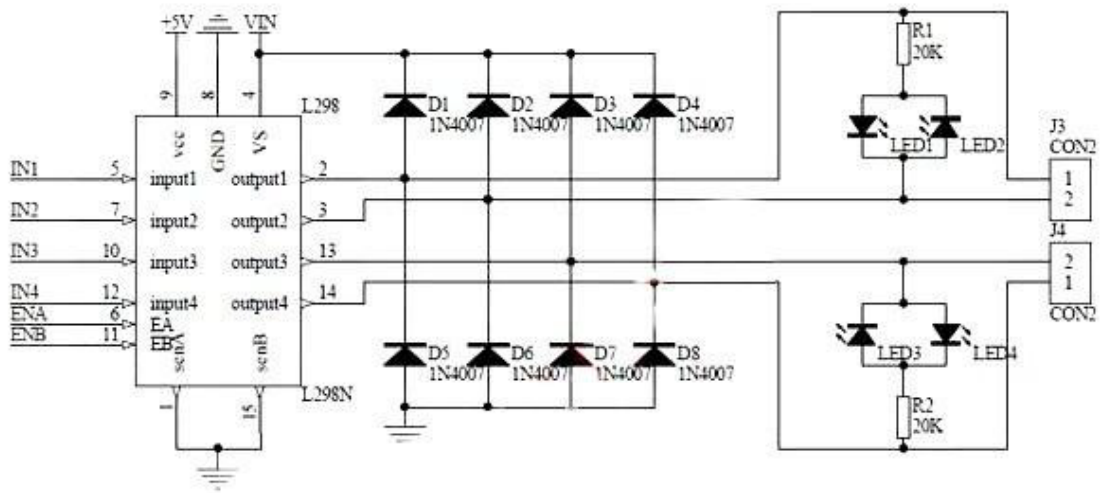 +5V
VIN
9
8
4
L298
vcc
GND
VS
IN1
5
input1
output1
2
IN2
7
input2
output2
3
IN3
10
input3
output3
13
IN4
12
input4
output4
14
ENA
6
EA
ENB
11
EB
senA
senB
L298N
1
15
D1
1N4007
D2
1N4007
D3
1N4007
D4
1N4007
D5
1N4007
D6
1N4007
D7
1N4007
D8
1N4007
R1
20K
LED1
LED2
J3
CON2
1
2
J4
2
1
CON2
LED3
LED4
R2
20K